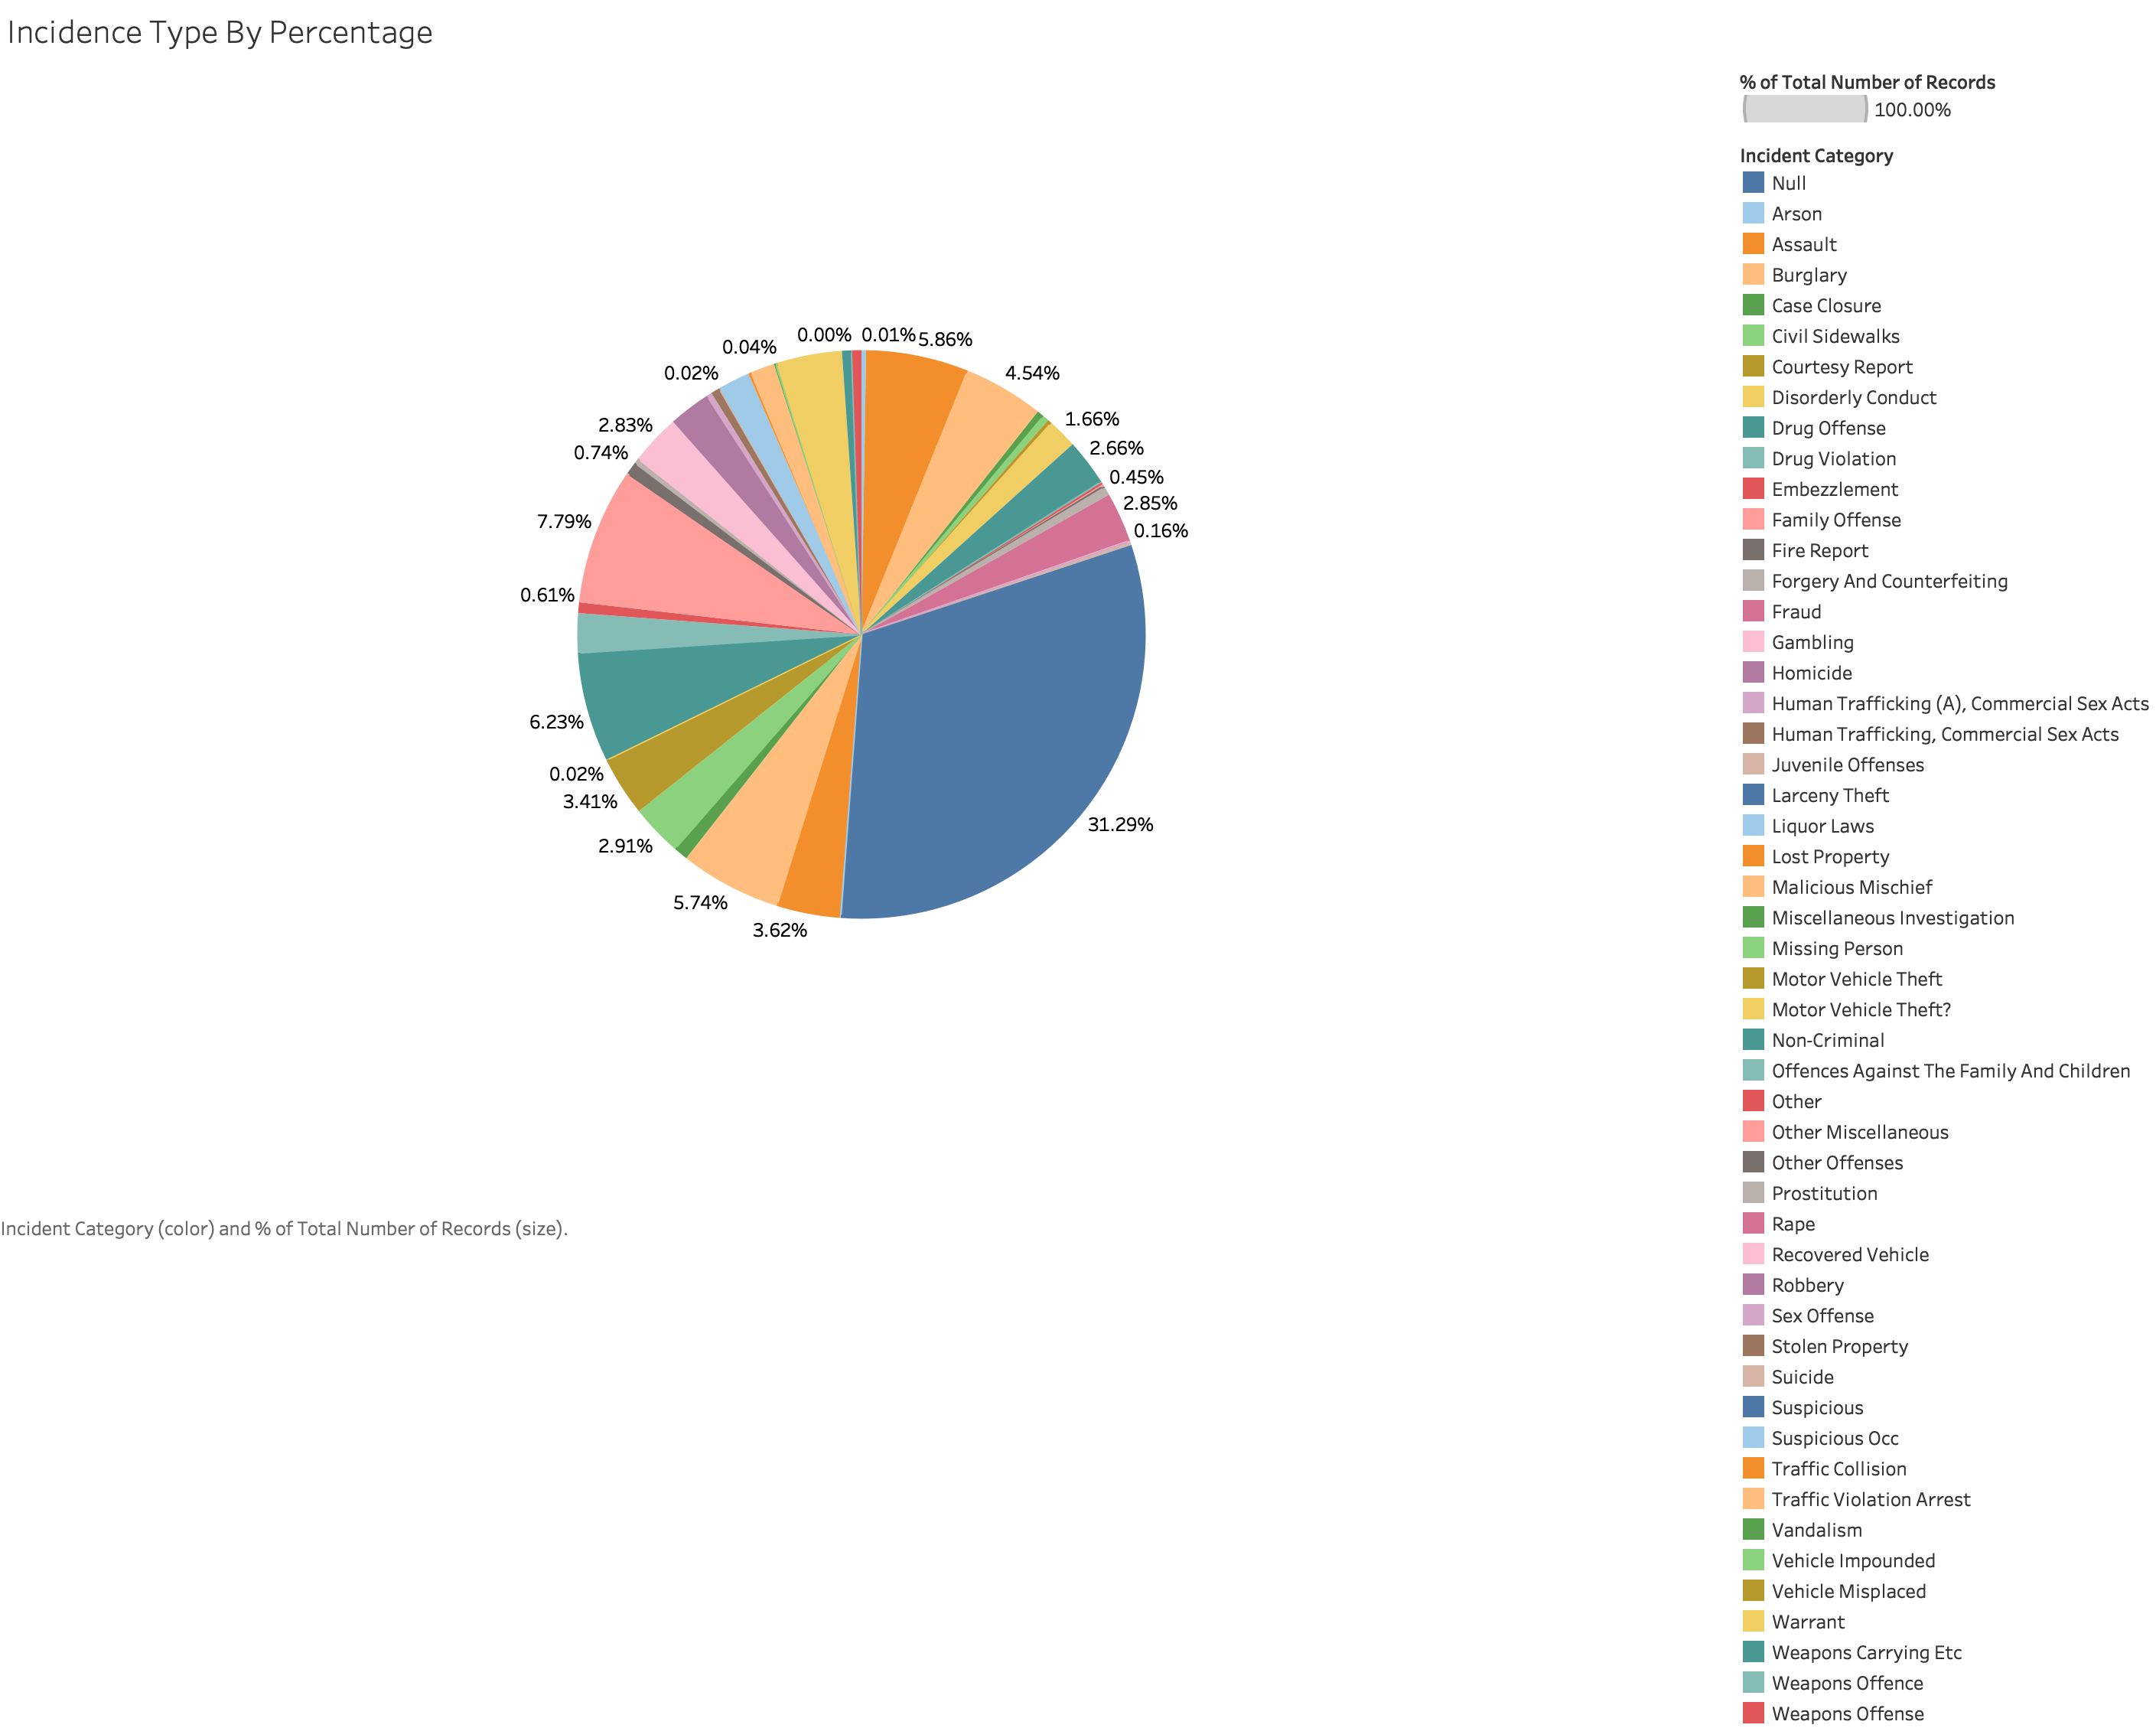 Incidence Type By Percentage
% of Total Number of Records
100.00%
Incident Category
Null
Arson
Assault
Burglary
Case Closure
Civil Sidewalks
Courtesy Report
Disorderly Conduct
Drug Offense
Drug Violation
Embezzlement
Family Offense
Fire Report
Forgery And Counterfeiting
Fraud
Gambling
Homicide
Human Trafficking (A), Commercial Sex Acts
Human Trafficking, Commercial Sex Acts
Juvenile Offenses
Larceny Theft
Liquor Laws
Lost Property
Malicious Mischief
Miscellaneous Investigation
Missing Person
Motor Vehicle Theft
Motor Vehicle Theft?
Non-Criminal
Offences Against The Family And Children
Other
Other Miscellaneous
Other Offenses
Prostitution
Rape
Recovered Vehicle
Robbery
Sex Offense
Stolen Property
Suicide
Suspicious
Suspicious Occ
Traffic Collision
Traffic Violation Arrest
Vandalism
Vehicle Impounded
Vehicle Misplaced
Warrant
Weapons Carrying Etc
Weapons Offence
Weapons Offense
0.01%
5.86%
4.54%
1.66%
2.66%
0.45%
2.85%
0.16%
31.29%
3.62%
5.74%
2.91%
3.41%
0.02%
6.23%
0.61%
7.79%
0.74%
2.83%
0.02%
0.04%
0.00%
Incident Category (color) and % of Total Number of Records (size).